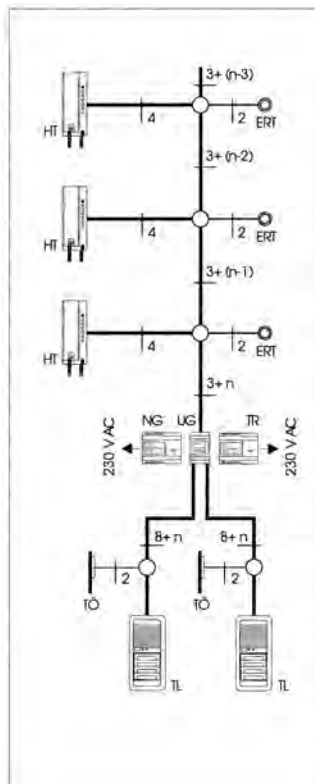 3+ (n-3)
HT
4
2
ERT
3+ (n-2)
HT
4
2
ERT
3+ (n-1)
HT
4
2
ERT
3+ n
230 V AC
NG
UG
TR
230 V AC
8+ n
8+ n
TÖ
2
TÖ
2
TL
TL